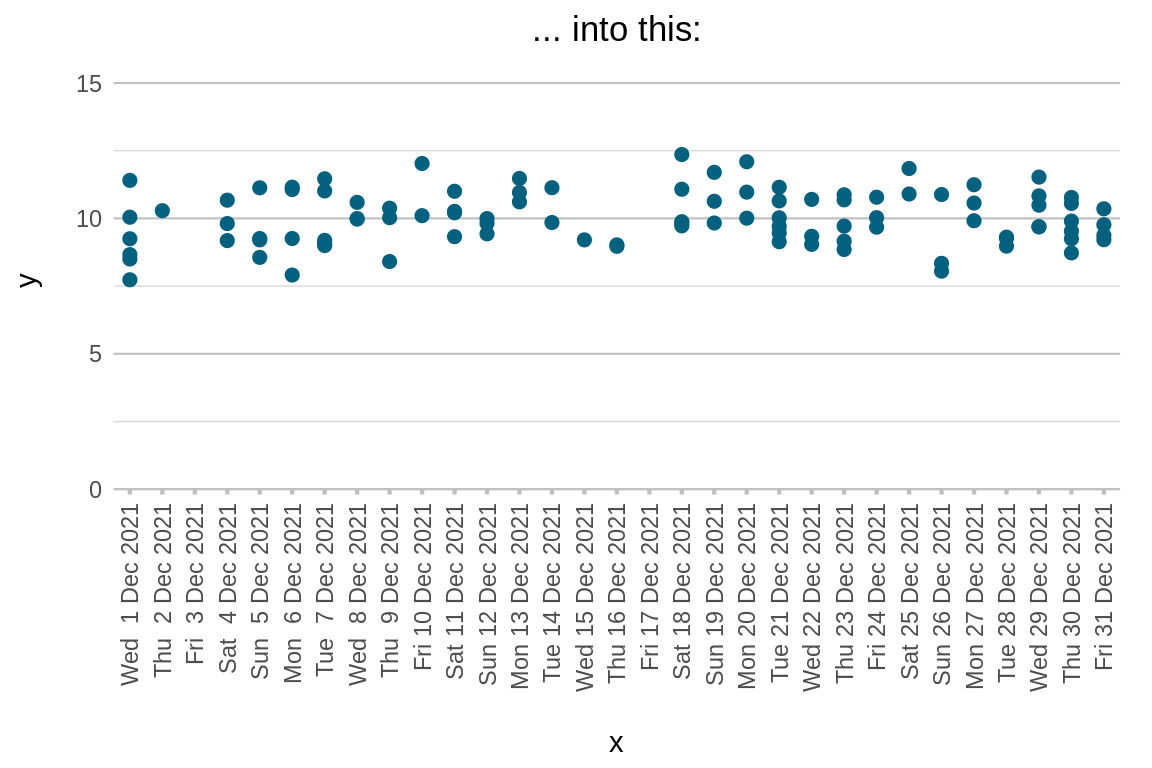 ... into this:
15
10
5
0
y
Wed  1 Dec 2021
Thu  2 Dec 2021
Fri  3 Dec 2021
Sat  4 Dec 2021
Sun  5 Dec 2021
Mon  6 Dec 2021
Tue  7 Dec 2021
Wed  8 Dec 2021
Thu  9 Dec 2021
Fri 10 Dec 2021
Sat 11 Dec 2021
Sun 12 Dec 2021
Mon 13 Dec 2021
Tue 14 Dec 2021
Wed 15 Dec 2021
Thu 16 Dec 2021
Fri 17 Dec 2021
Sat 18 Dec 2021
Sun 19 Dec 2021
Mon 20 Dec 2021
Tue 21 Dec 2021
Wed 22 Dec 2021
Thu 23 Dec 2021
Fri 24 Dec 2021
Sat 25 Dec 2021
Sun 26 Dec 2021
Mon 27 Dec 2021
Tue 28 Dec 2021
Wed 29 Dec 2021
Thu 30 Dec 2021
Fri 31 Dec 2021
x